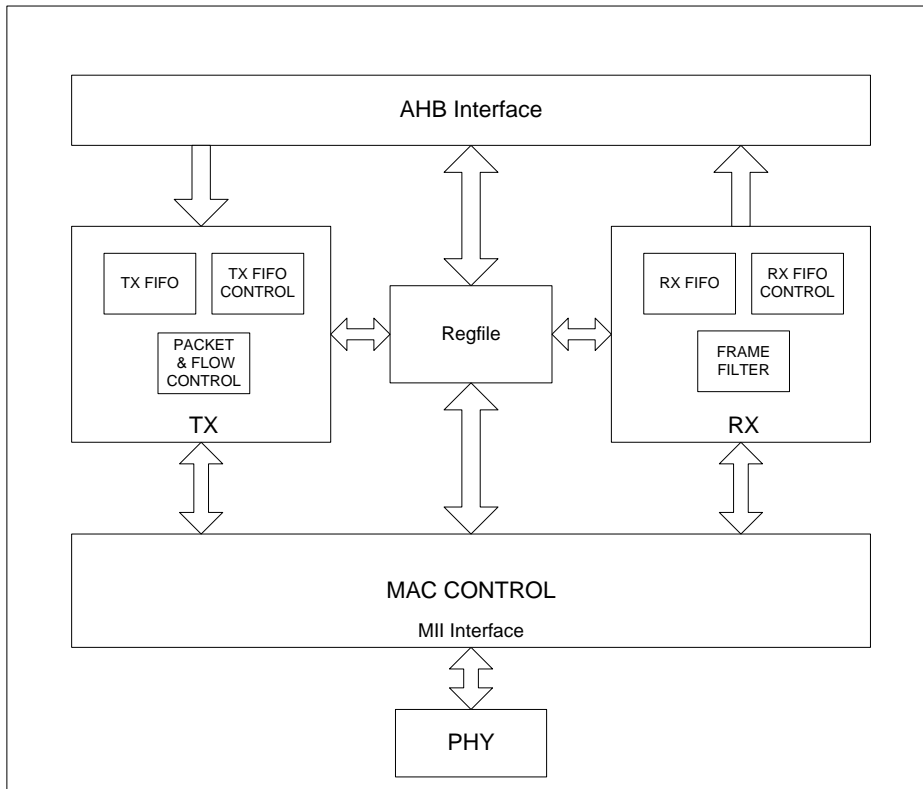 AHB Interface
TX FIFO
TX FIFO
CONTROL
PACKET
& FLOW
CONTROL
TX
Regfile
RX FIFO
RX FIFO
CONTROL
FRAME
FILTER
RX
MAC CONTROL
MII Interface
PHY